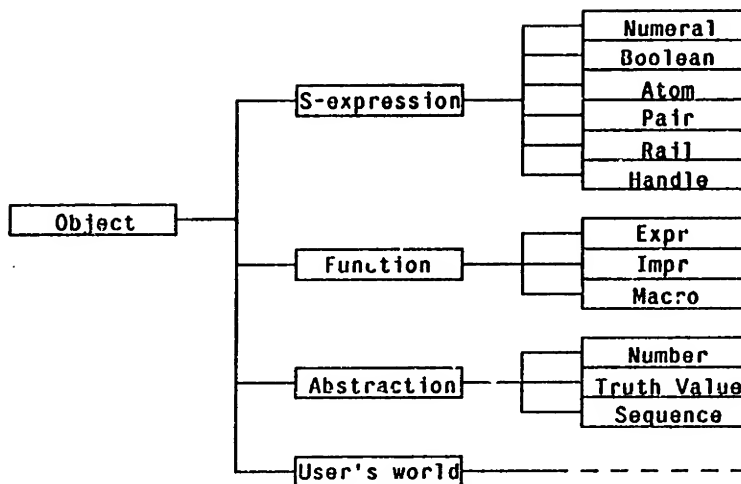 Numeral
Boolean
S-expression
Atom
Pair
Rail
Handle
Object
Expr
Function
Impr
Macro
Number
Abstraction
Truth Value
Sequence
User's world